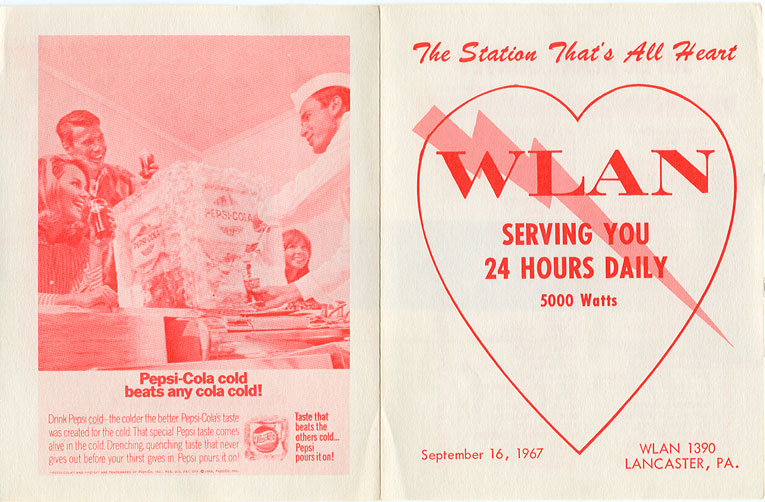 PEPSI-COLA
PEPSI-COLA
Pepsi-Cola cold
beats any cola cold!
Drink Pepsi cold–the colder the better. Pepsi-Cola's taste
was created for the cold. That special Pepsi taste comes
alive in the cold. Drenching, quenching taste that never
gives out before your thirst gives in. Pepsi pours it on!
Taste that
beats the
others cold...
Pepsi
pours it on!
The Station That's All Heart
WLAN
SERVING YOU
24 HOURS DAILY
5000 Watts
September 16, 1967
WLAN 1390
LANCASTER, PA.